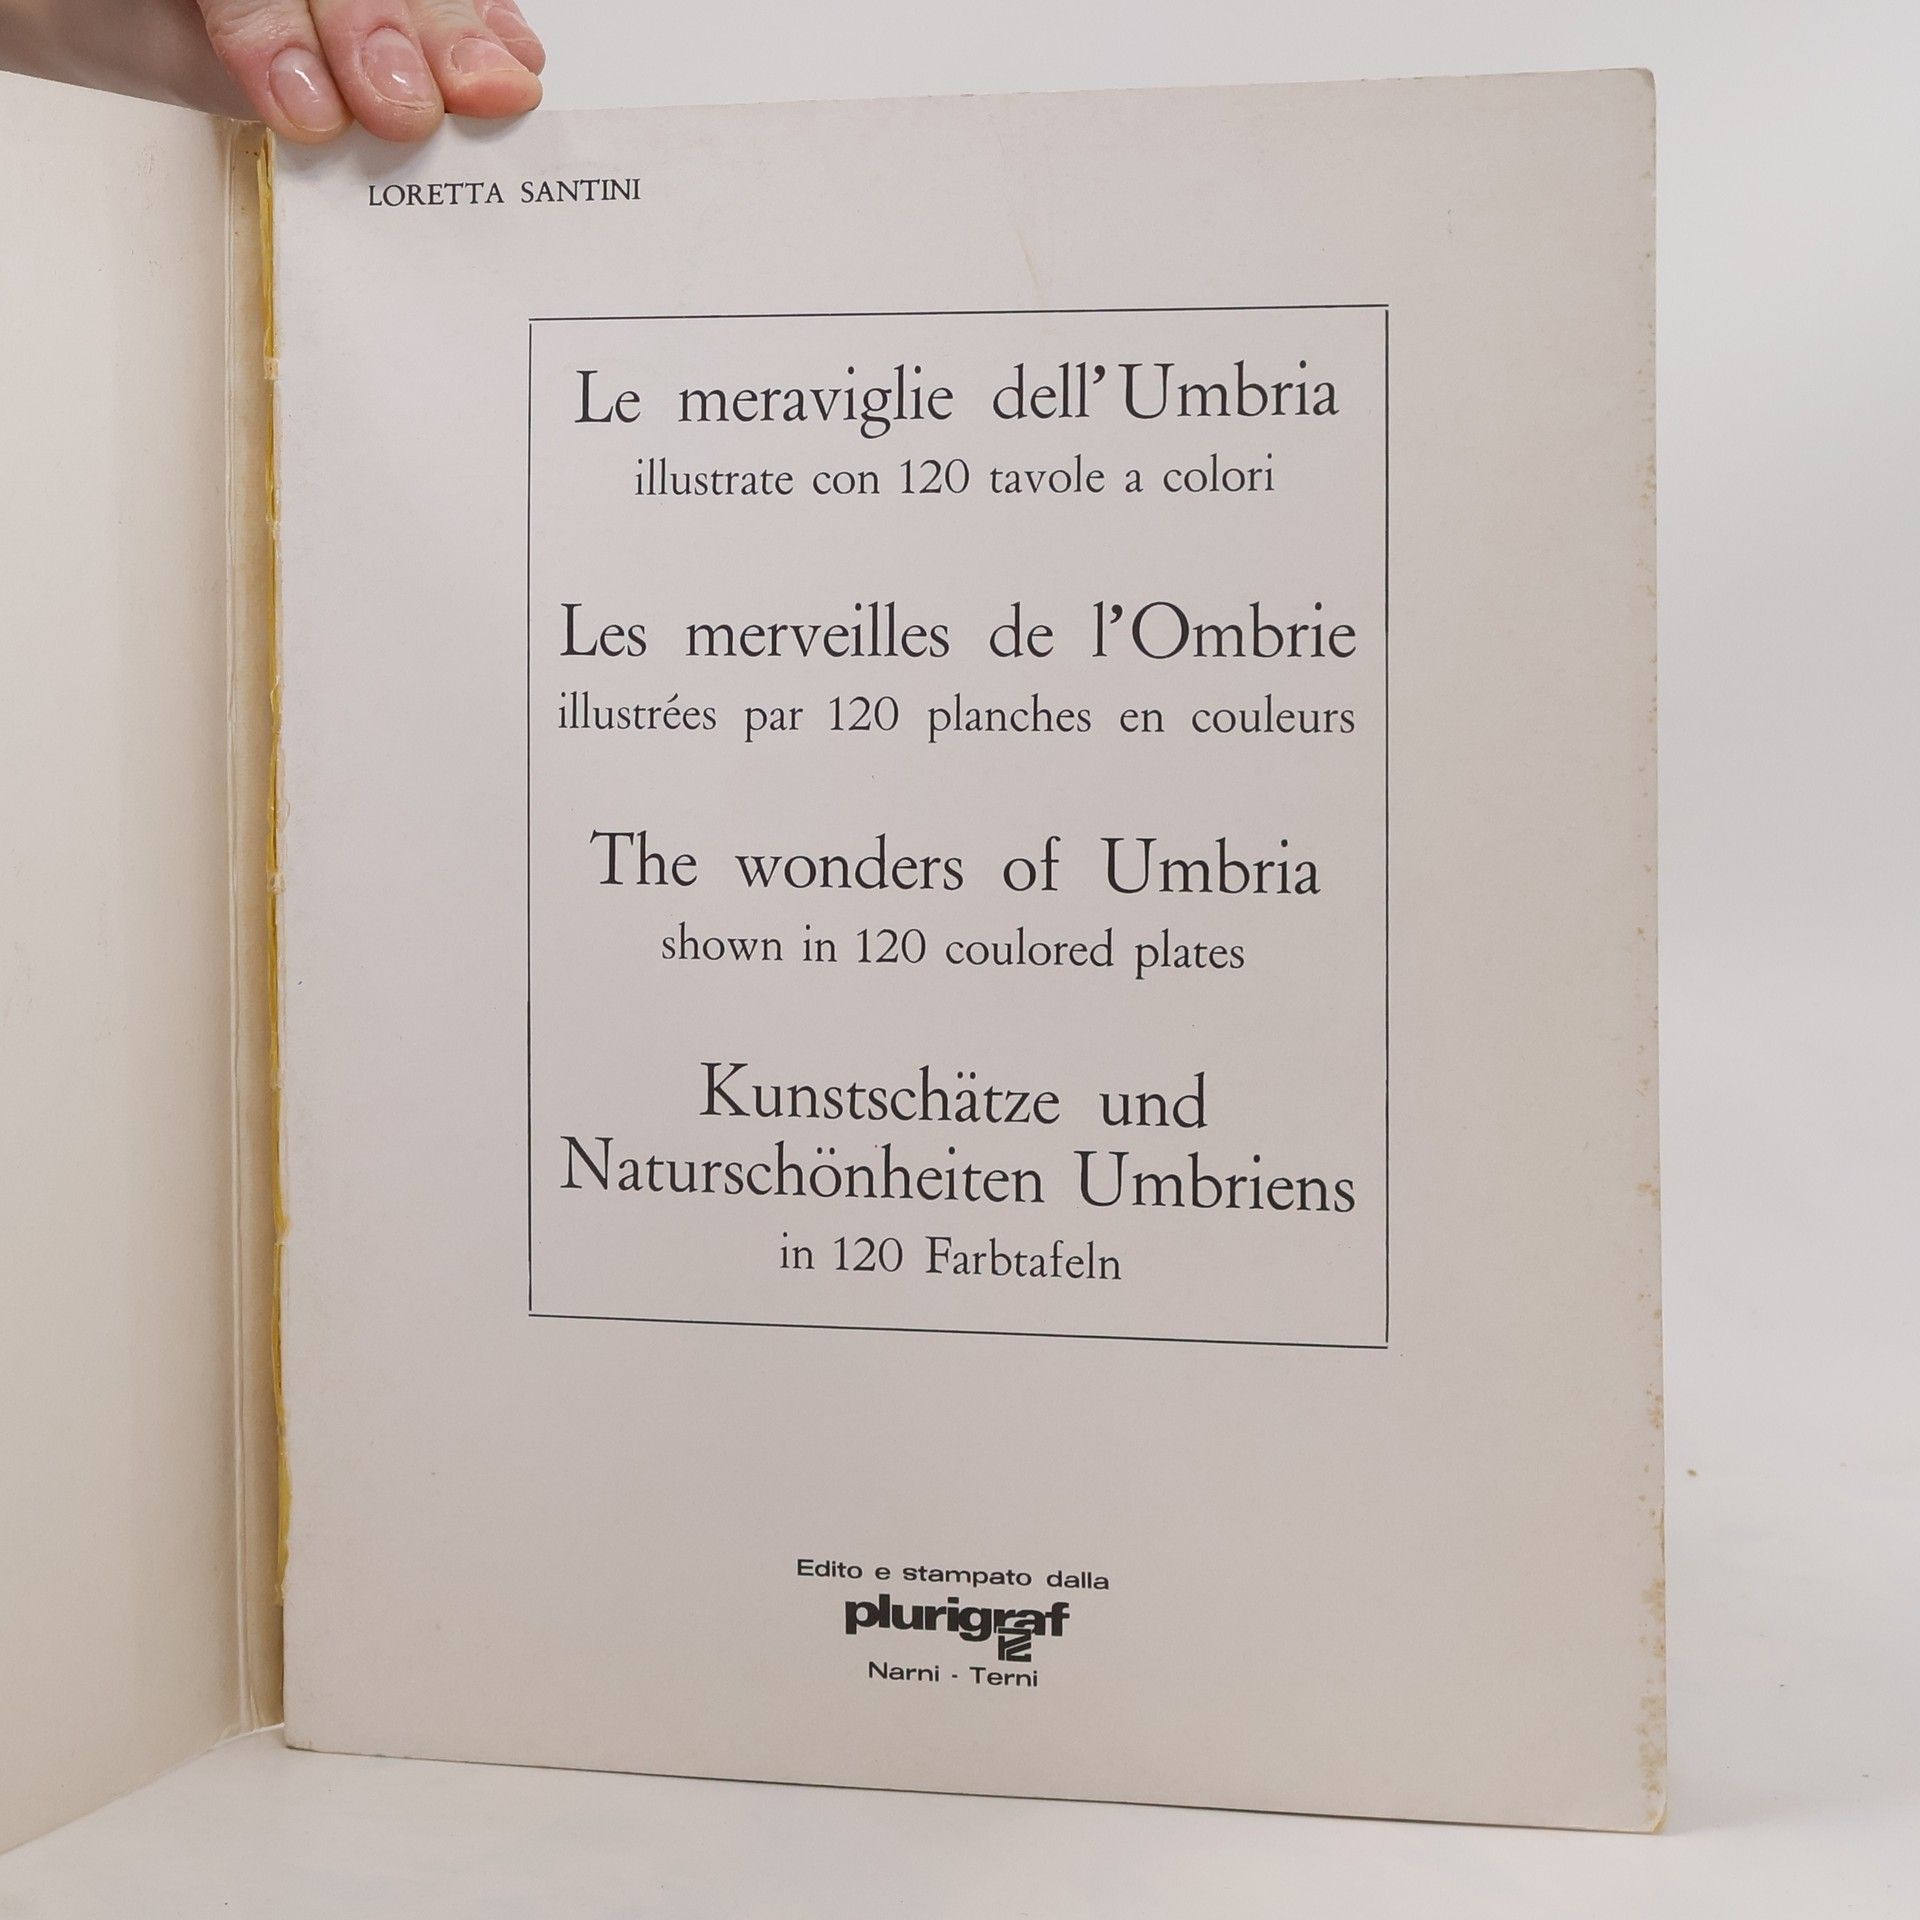 LORETTA SANTINI
Le meraviglie dell'Umbria
illustrate con 120 tavole a colori
Les merveilles de l'Ombrie
illustrées par 120 planches en couleurs
The wonders of Umbria
shown in 120 coulored plates
Kunstschätze und
Naturschönheiten Umbriens
in 120 Farbtafeln
Edito e stampato dalla
plurigraf
Narni - Terni